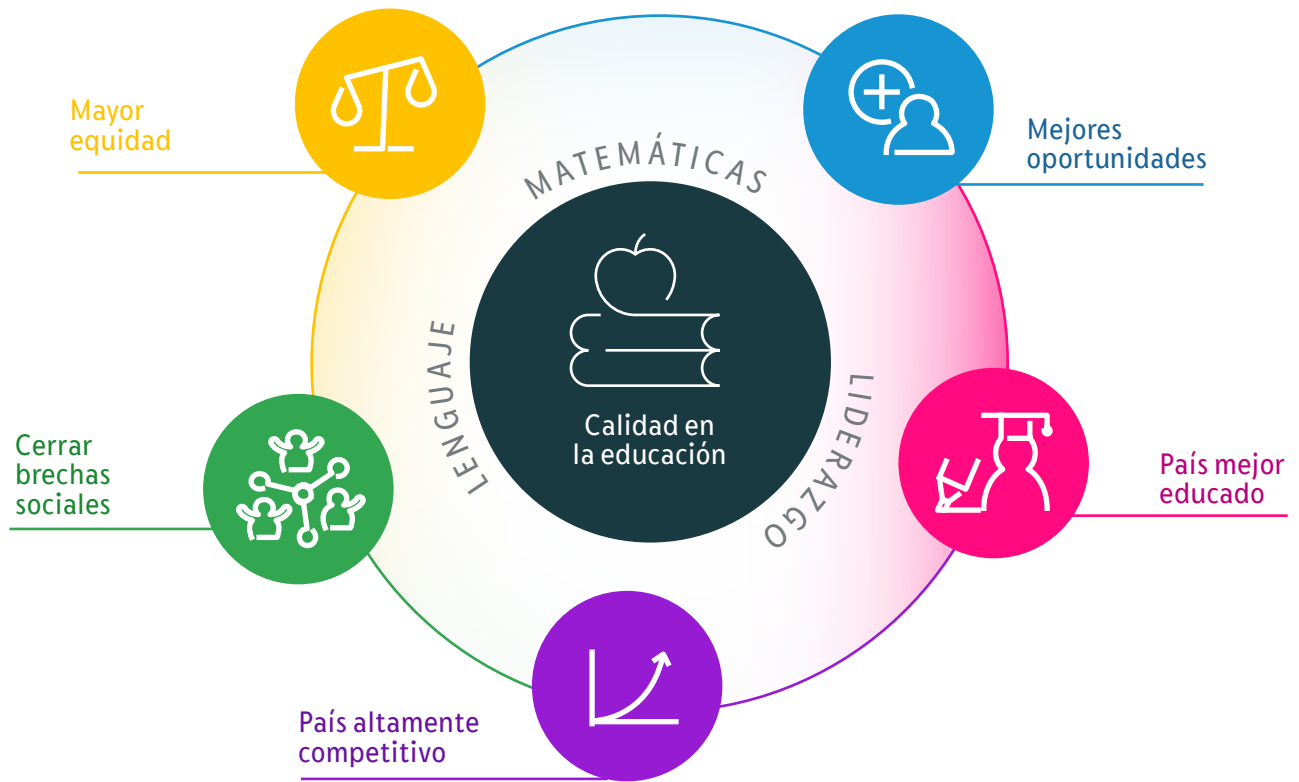 Mayor
equidad
Mejores
oportunidades
MATEMÁTICAS
LENGUAJE
LIDERAZGO
Calidad en
la educación
Cerrar
brechas
sociales
País mejor
educado
País altamente
competitivo